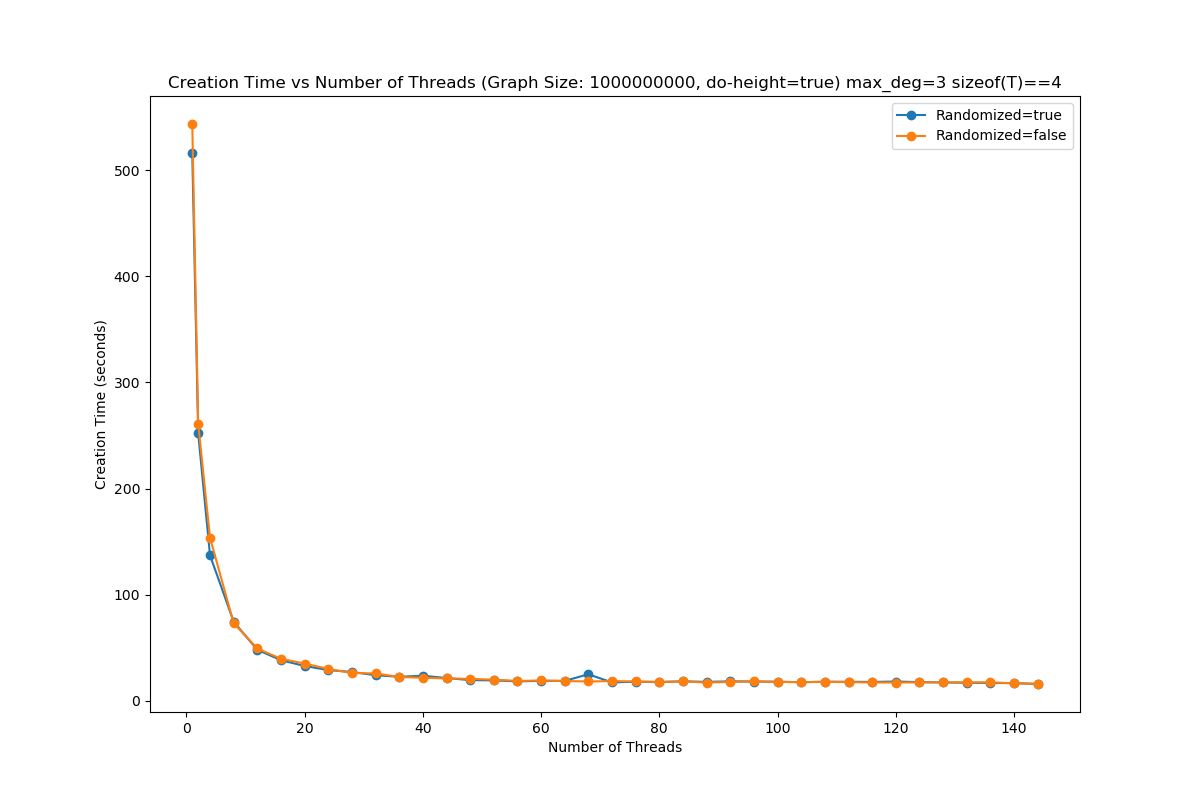 Creation Time vs Number of Threads (Graph Size: 1000000000, do-height=true) max_deg=3 sizeof(T)==4
Randomized=true
Randomized=false
Creation Time (seconds)
500
400
300
200
100
0
0 20 40 60 80 100 120 140
Number of Threads